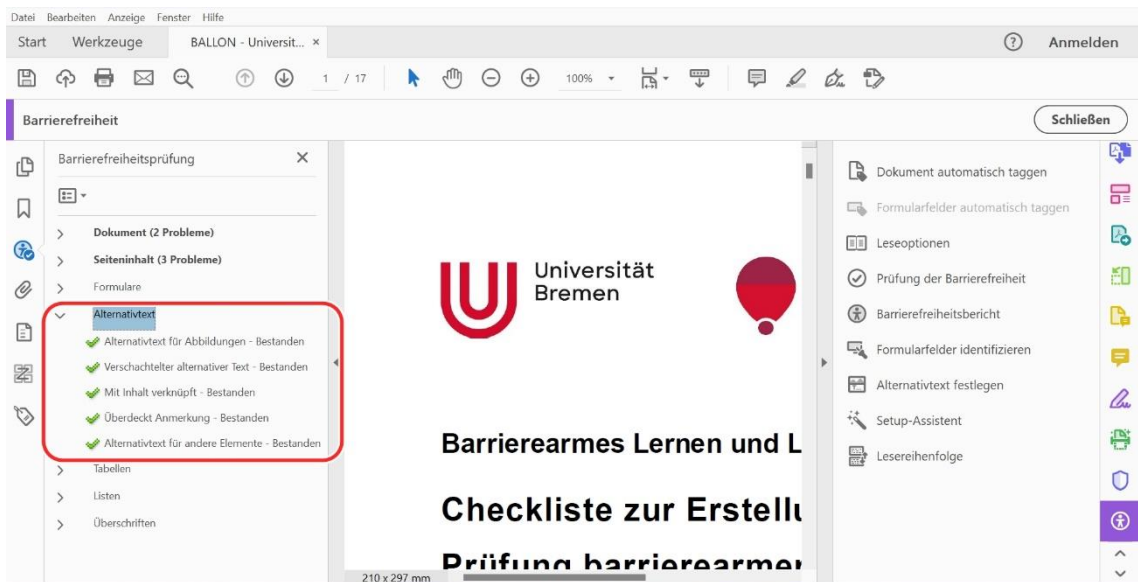 Datei Bearbeiten Anzeige Fenster Hilfe
Start Werkzeuge BALLON - Universit... × Anmelden
1 / 17 100%
Barrierefreiheit Schließen
Barrierefreiheitsprüfung
Dokument (2 Probleme)
Seiteninhalt (3 Probleme)
Formulare
Alternativtext
Alternativtext für Abbildungen - Bestanden
Verschachtelter alternativer Text - Bestanden
Mit Inhalt verknüpft - Bestanden
Überdeckt Anmerkung - Bestanden
Alternativtext für andere Elemente - Bestanden
Tabellen
Listen
Überschriften
Universität
Bremen
Barrierearmes Lernen und L
Checkliste zur Erstellu
Prüfung barrierearmer
210 x 297 mm
Dokument automatisch taggen
Formularfelder automatisch taggen
Leseoptionen
Prüfung der Barrierefreiheit
Barrierefreiheitsbericht
Formularfelder identifizieren
Alternativtext festlegen
Setup-Assistent
Lesereihenfolge